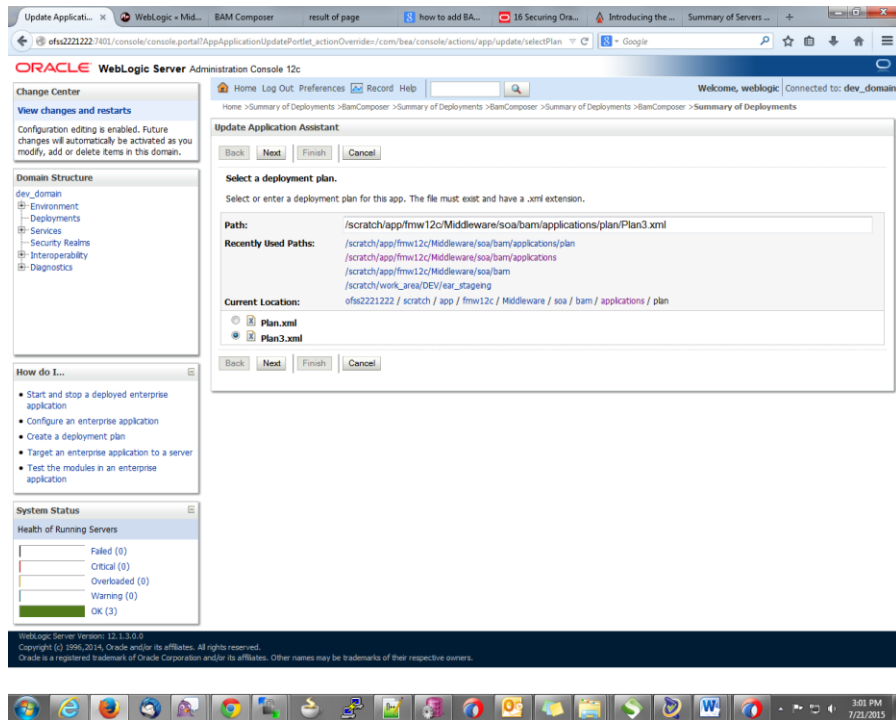 Update Applicati... WebLogic « Mid... BAM Composer result of page how to add BA... 16 Securing Ora... Introducing the ... Summary of Servers ...
ofss2221222:7401/console/console.portal?AppApplicationUpdatePortlet_actionOverride=/com/bea/console/actions/app/update/selectPlan Google
ORACLE WebLogic Server Administration Console 12c
Change Center
View changes and restarts
Configuration editing is enabled. Future
changes will automatically be activated as you
modify, add or delete items in this domain.
Domain Structure
dev_domain
Environment
Deployments
Services
Security Realms
Interoperability
Diagnostics
How do I...
Start and stop a deployed enterprise
application
Configure an enterprise application
Create a deployment plan
Target an enterprise application to a server
Test the modules in an enterprise
application
System Status
Health of Running Servers
Failed (0)
Critical (0)
Overloaded (0)
Warning (0)
OK (3)
Home Log Out Preferences Record Help
Welcome, weblogic Connected to: dev_domain
Home >Summary of Deployments >BamComposer >Summary of Deployments >BamComposer >Summary of Deployments >BamComposer >Summary of Deployments
Update Application Assistant
Back Next Finish Cancel
Select a deployment plan.
Select or enter a deployment plan for this app. The file must exist and have a .xml extension.
Path: /scratch/app/fmw12c/Middleware/soa/bam/applications/plan/Plan3.xml
Recently Used Paths: /scratch/app/fmw12c/Middleware/soa/bam/applications/plan
/scratch/app/fmw12c/Middleware/soa/bam/applications
/scratch/app/fmw12c/Middleware/soa/bam
/scratch/work_area/DEV/ear_stageing
Current Location: ofss2221222 / scratch / app / fmw12c / Middleware / soa / bam / applications / plan
Plan.xml
Plan3.xml
Back Next Finish Cancel
WebLogic Server Version: 12.1.3.0.0
Copyright (c) 1996,2014, Oracle and/or its affiliates. All rights reserved.
Oracle is a registered trademark of Oracle Corporation and/or its affiliates. Other names may be trademarks of their respective owners.
3:01 PM
7/21/2015